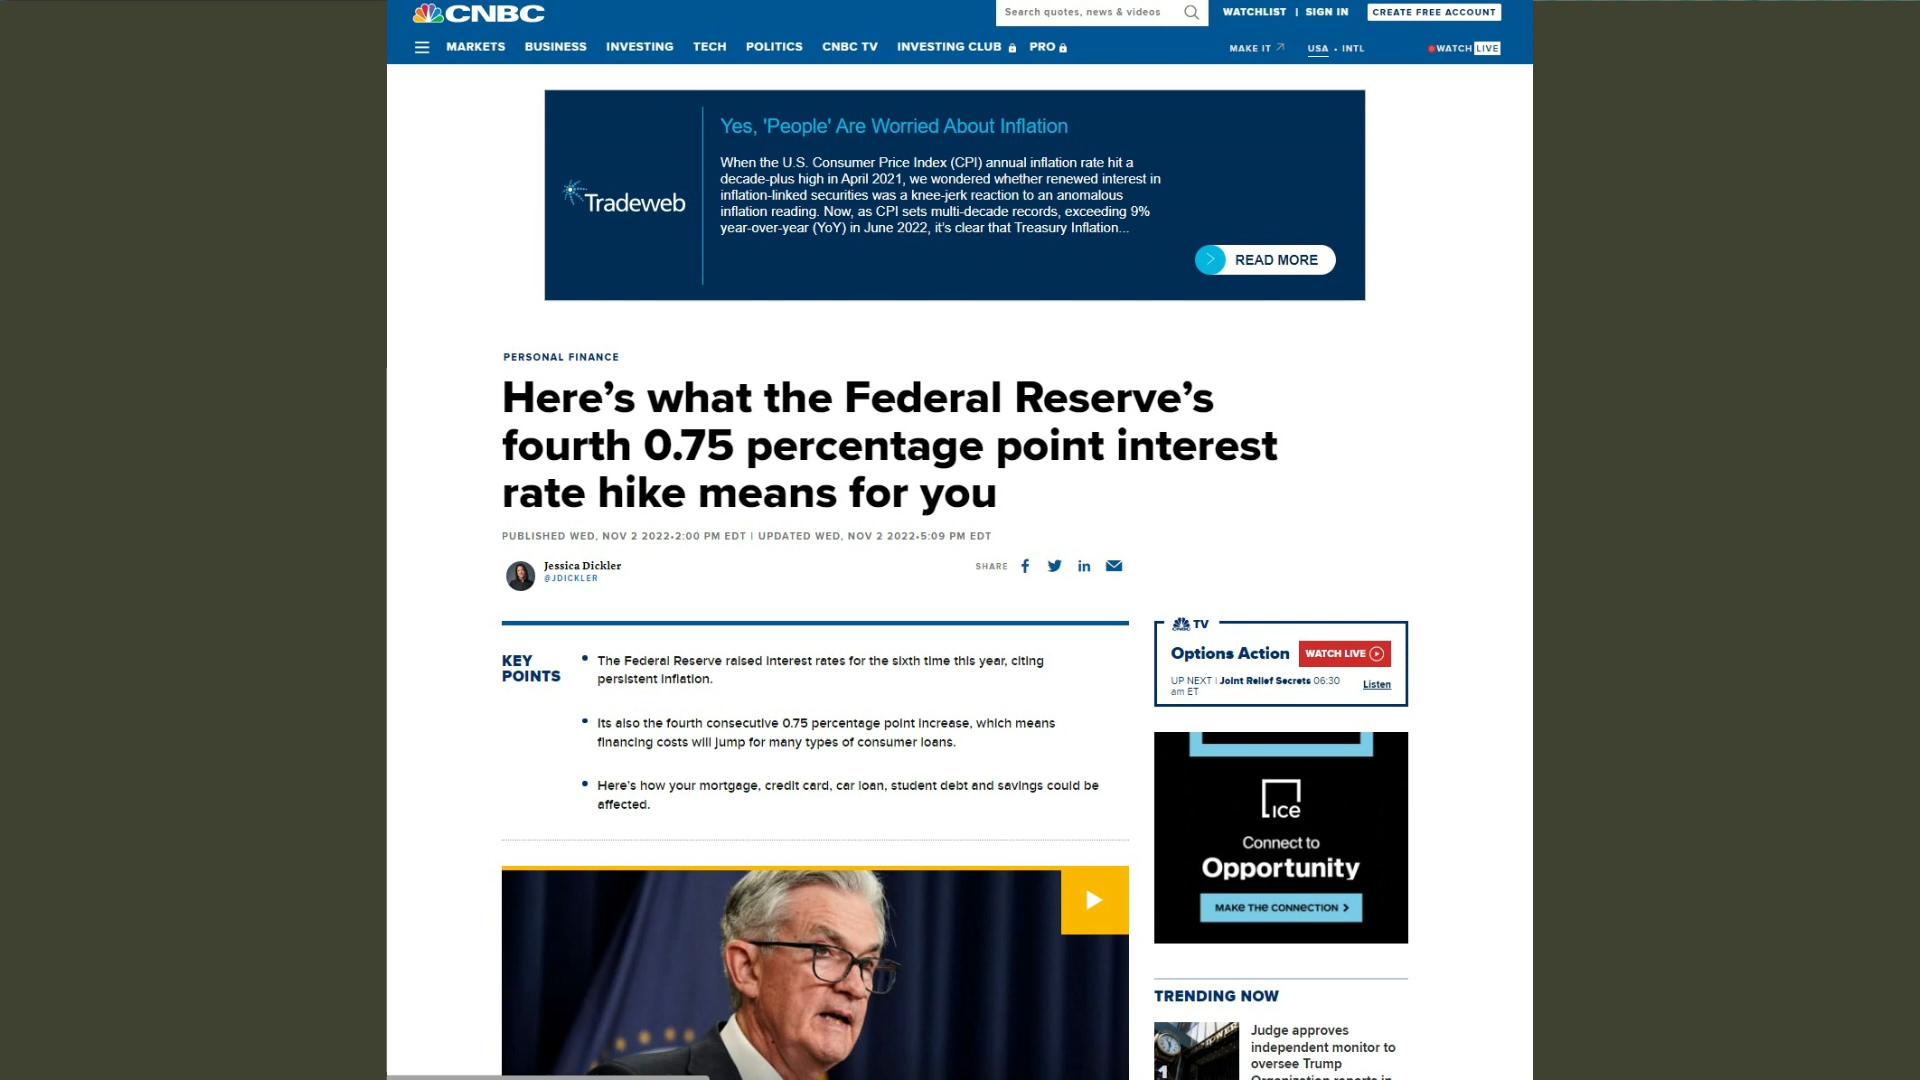 CNBC
Search quotes, news & videos
WATCHLIST | SIGN IN
CREATE FREE ACCOUNT
MARKETS BUSINESS INVESTING TECH POLITICS CNBC TV INVESTING CLUB PRO
MAKE IT
USA • INTL
WATCH LIVE
Tradeweb
Yes, 'People' Are Worried About Inflation
When the U.S. Consumer Price Index (CPI) annual inflation rate hit a
decade-plus high in April 2021, we wondered whether renewed interest in
inflation-linked securities was a knee-jerk reaction to an anomalous
inflation reading. Now, as CPI sets multi-decade records, exceeding 9%
year-over-year (YoY) in June 2022, it's clear that Treasury Inflation...
READ MORE
PERSONAL FINANCE
Here’s what the Federal Reserve’s
fourth 0.75 percentage point interest
rate hike means for you
PUBLISHED WED, NOV 2 2022•2:00 PM EDT | UPDATED WED, NOV 2 2022•5:09 PM EDT
Jessica Dickler
@JDICKLER
SHARE
KEY
POINTS
The Federal Reserve raised interest rates for the sixth time this year, citing
persistent inflation.
Its also the fourth consecutive 0.75 percentage point increase, which means
financing costs will jump for many types of consumer loans.
Here’s how your mortgage, credit card, car loan, student debt and savings could be
affected.
TV
Options Action
WATCH LIVE
UP NEXT | Joint Relief Secrets 06:30
am ET
Listen
ICE
Connect to
Opportunity
MAKE THE CONNECTION >
TRENDING NOW
1
Judge approves
independent monitor to
oversee Trump
Organization reports in